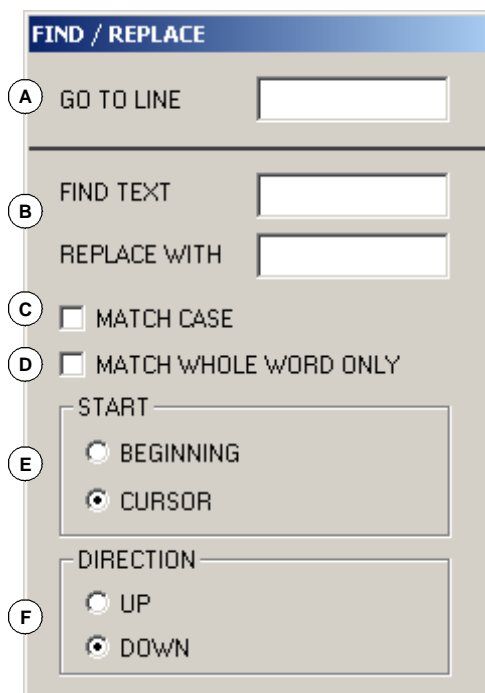 FIND / REPLACE
A GO TO LINE
B
FIND TEXT
REPLACE WITH
C MATCH CASE
D MATCH WHOLE WORD ONLY
START
E
BEGINNING
CURSOR
DIRECTION
UP
F
DOWN